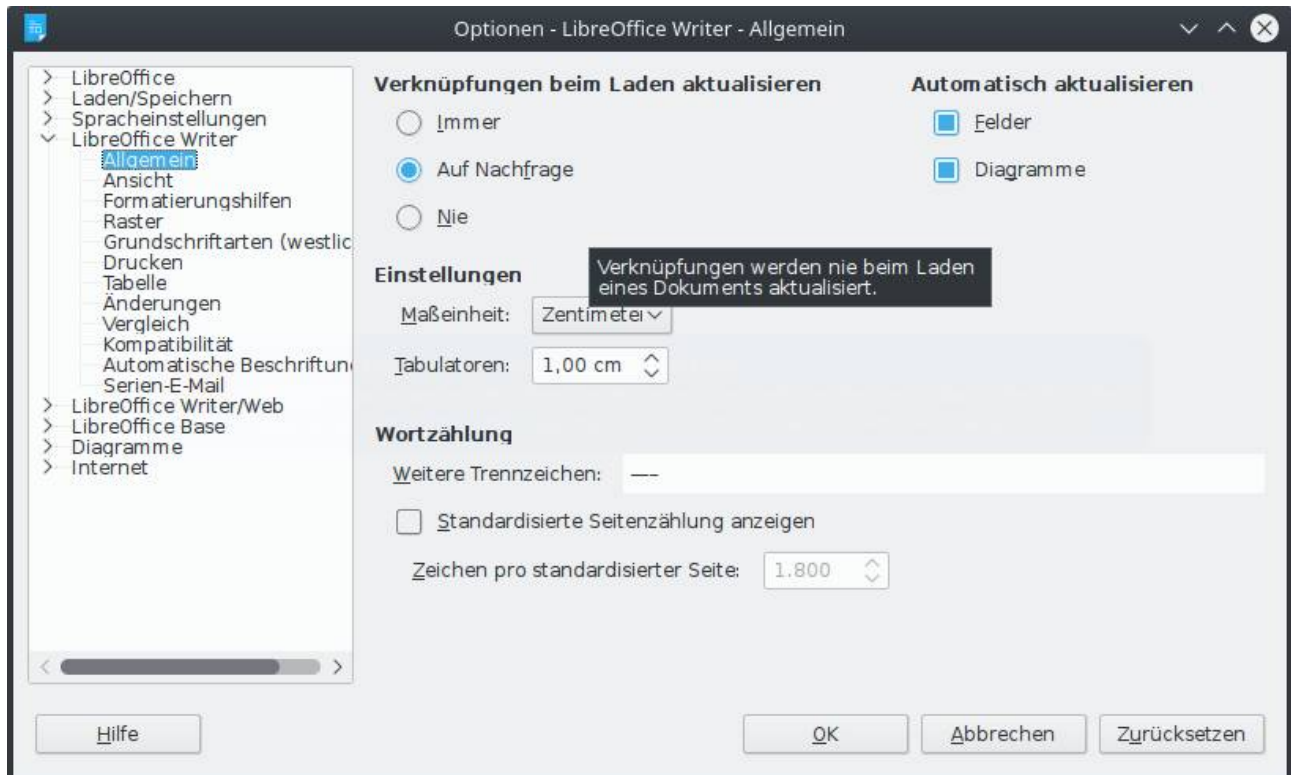 Optionen - LibreOffice Writer - Allgemein
LibreOffice
Laden/Speichern
Spracheinstellungen
LibreOffice Writer
Allgemein
Ansicht
Formatierungshilfen
Raster
Grundschriftarten (westlic
Drucken
Tabelle
Änderungen
Vergleich
Kompatibilität
Automatische Beschriftun
Serien-E-Mail
LibreOffice Writer/Web
LibreOffice Base
Diagramme
Internet
Verknüpfungen beim Laden aktualisieren
Immer
Auf Nachfrage
Nie
Automatisch aktualisieren
Felder
Diagramme
Verknüpfungen werden nie beim Laden
eines Dokuments aktualisiert.
Einstellungen
Maßeinheit: Zentimeter
Tabulatoren: 1,00 cm
Wortzählung
Weitere Trennzeichen: —–
Standardisierte Seitenzählung anzeigen
Zeichen pro standardisierter Seite: 1.800
Hilfe
OK
Abbrechen
Zurücksetzen